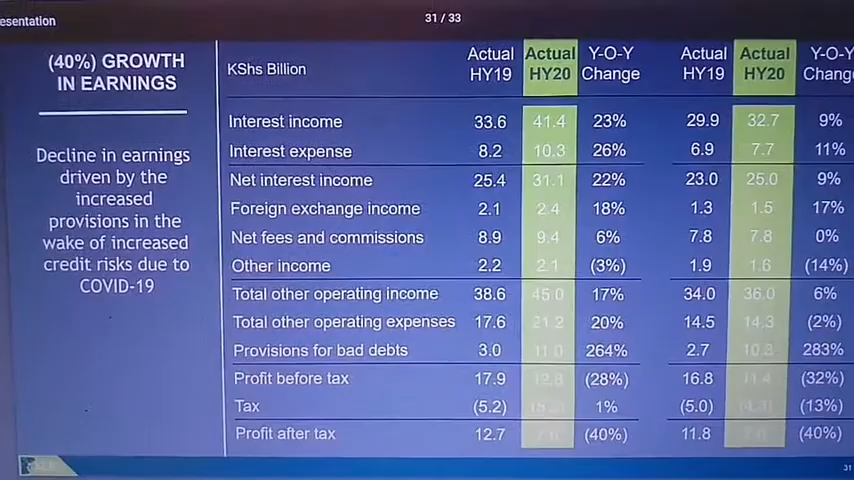 esentation
31 / 33
(40%) GROWTH
IN EARNINGS
Decline in earnings
driven by the
increased
provisions in the
wake of increased
credit risks due to
COVID-19
KShs Billion Actual HY19 Actual HY20 Y-O-Y Change Actual HY19 Actual HY20 Y-O-Y Change
Interest income 33.6 41.4 23% 29.9 32.7 9%
Interest expense 8.2 10.3 26% 6.9 7.7 11%
Net interest income 25.4 31.1 22% 23.0 25.0 9%
Foreign exchange income 2.1 2.4 18% 1.3 1.5 17%
Net fees and commissions 8.9 9.4 6% 7.8 7.8 0%
Other income 2.2 2.1 (3%) 1.9 1.6 (14%)
Total other operating income 38.6 45.0 17% 34.0 36.0 6%
Total other operating expenses 17.6 21.2 20% 14.5 14.3 (2%)
Provisions for bad debts 3.0 11.0 264% 2.7 10.3 283%
Profit before tax 17.9 12.8 (28%) 16.8 11.4 (32%)
Tax (5.2) 1% (5.0) (13%)
Profit after tax 12.7 (40%) 11.8 (40%)
31